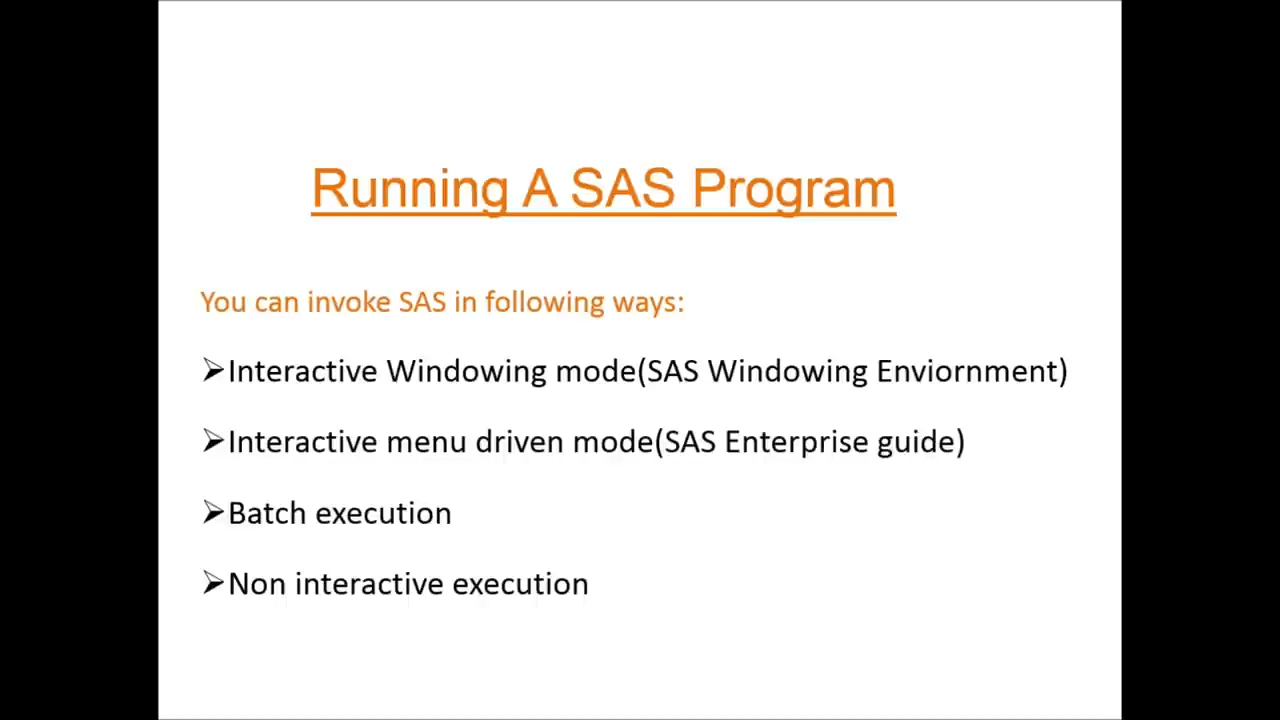 Running A SAS Program
You can invoke SAS in following ways:
➢Interactive Windowing mode(SAS Windowing Enviornment)
➢Interactive menu driven mode(SAS Enterprise guide)
➢Batch execution
➢Non interactive execution